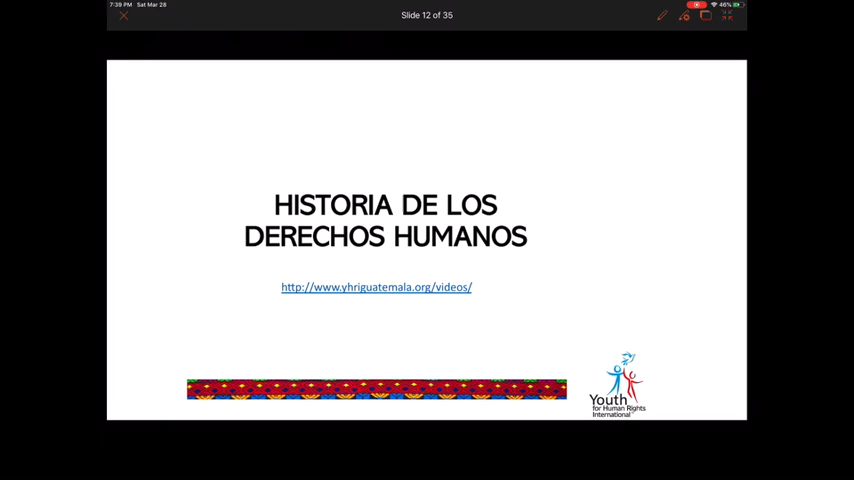 7:39 PM Sat Mar 28
46%
Slide 12 of 35
HISTORIA DE LOS
DERECHOS HUMANOS
http://www.yhriguatemala.org/videos/
Youth
for Human Rights
International